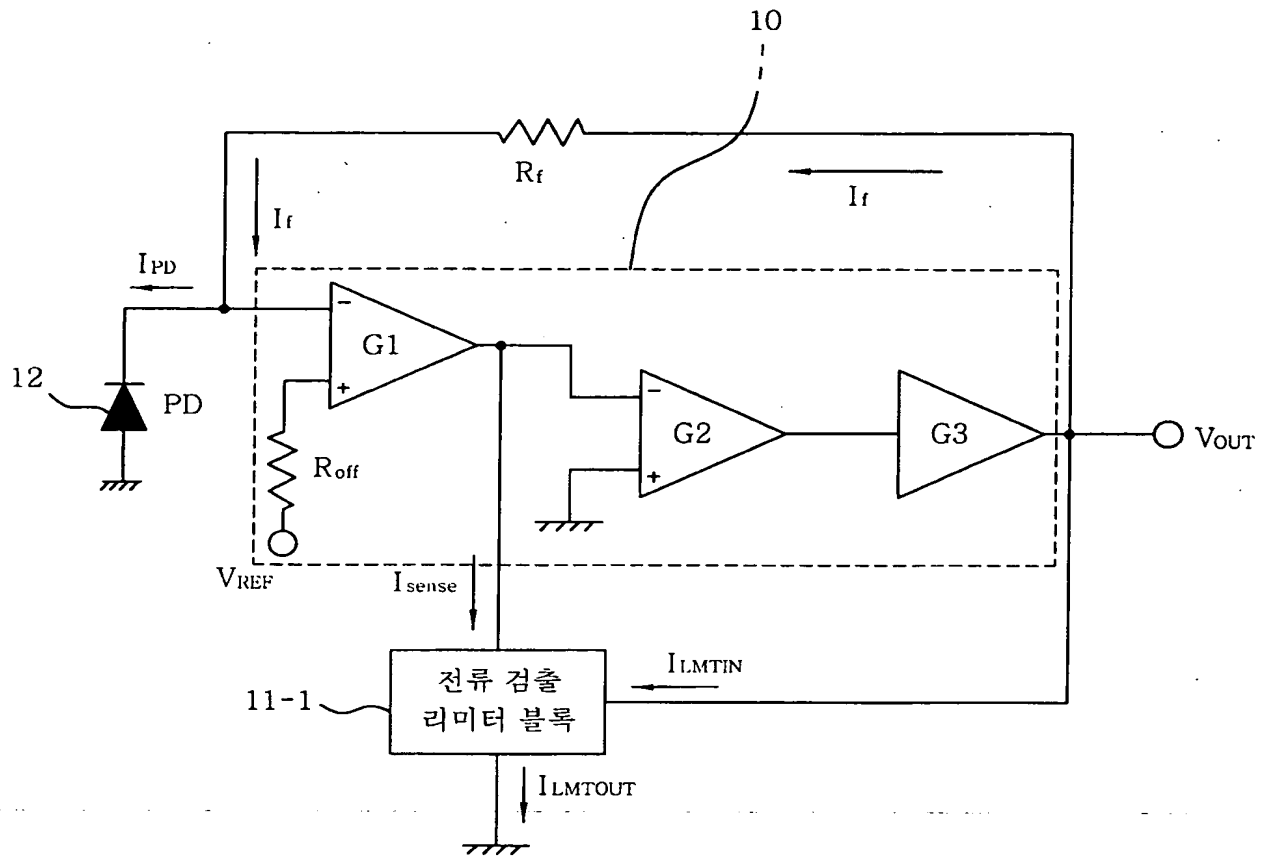 10
Rf
If
If
IPD
−
G1
+
12
PD
−
G2
+
G3
VOUT
Roff
VREF
Isense
ILMTIN
전류 검출
리미터 블록
11-1
ILMTOUT